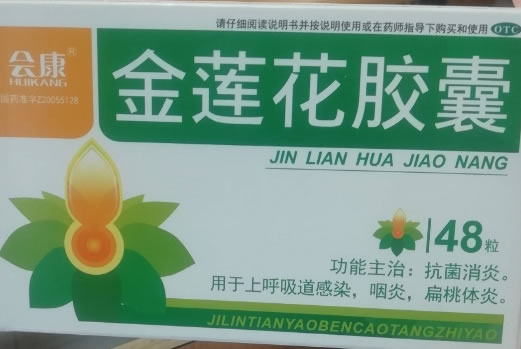 请仔细阅读说明书并按说明使用或在药师指导下购买和使用 OTC
会康®
HUIKANG
国药准字Z20055128
金莲花胶囊
JIN LIAN HUA JIAO NANG
48粒
功能主治：抗菌消炎。
用于上呼吸道感染，咽炎，扁桃体炎。
JILINTIANYAOBENCAOTANGZHIYAO